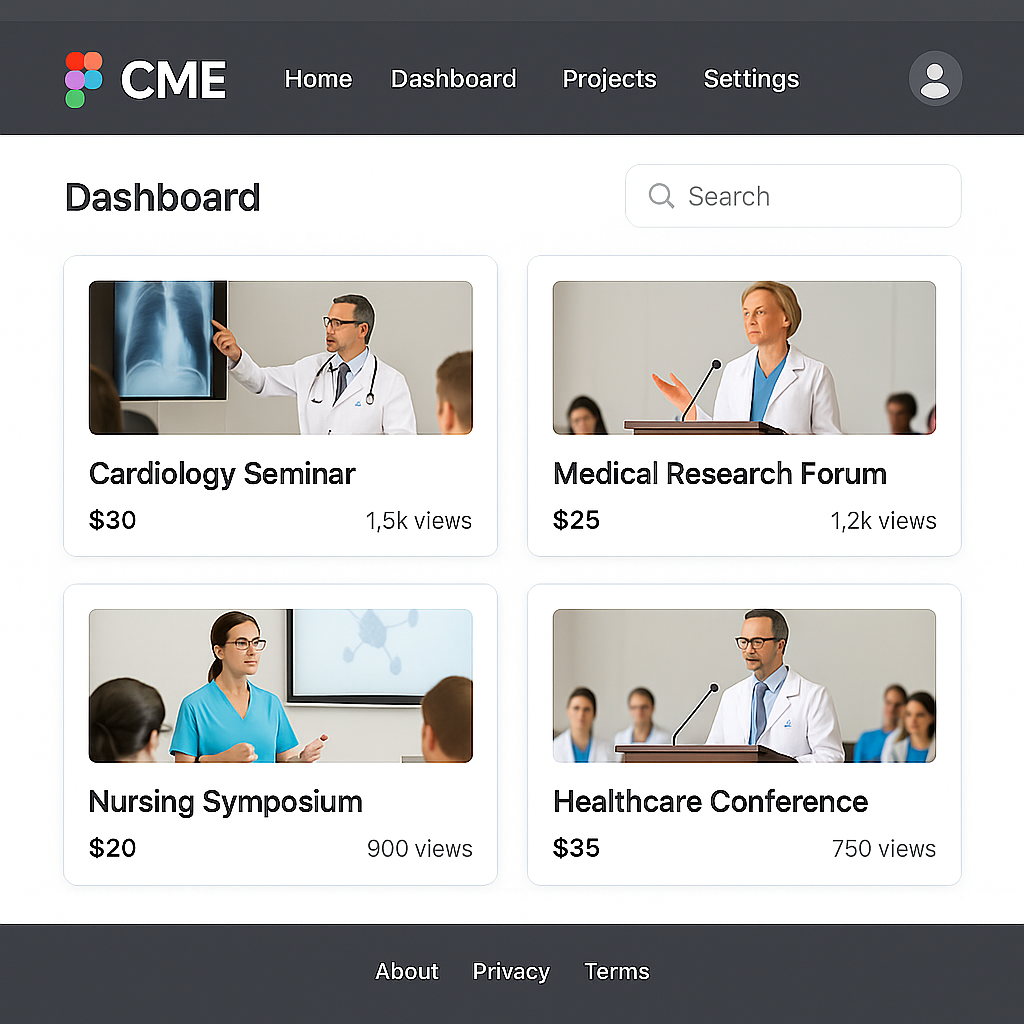 CME Home Dashboard Projects Settings
Dashboard
Search
Cardiology Seminar
$30 1,5k views
Medical Research Forum
$25 1,2k views
Nursing Symposium
$20 900 views
Healthcare Conference
$35 750 views
About Privacy Terms